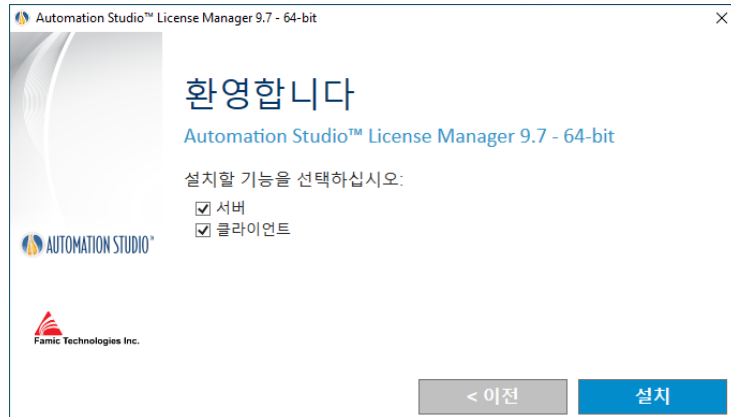 Automation Studio™ License Manager 9.7 - 64-bit
환영합니다
Automation Studio™ License Manager 9.7 - 64-bit
설치할 기능을 선택하십시오:
서버
클라이언트
AUTOMATION STUDIO™
Famic Technologies Inc.
< 이전
설치